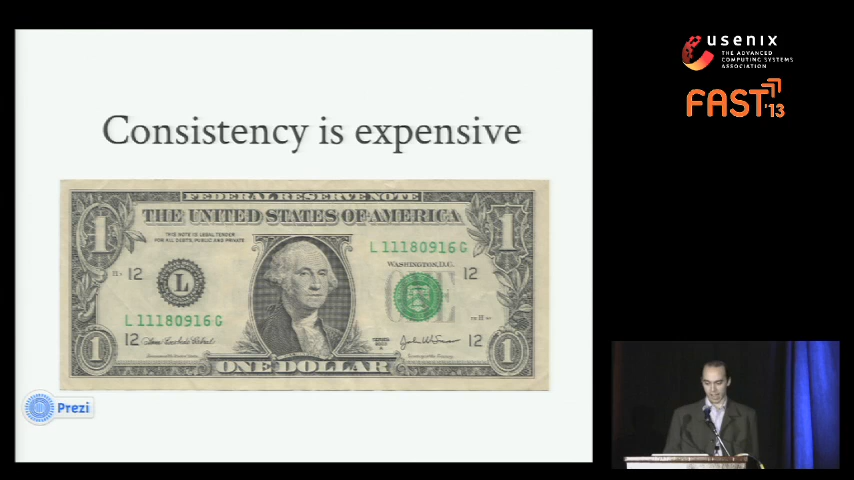 usenix
THE ADVANCED
COMPUTING SYSTEMS
ASSOCIATION
FAST'13
Consistency is expensive
FEDERAL RESERVE NOTE
THE UNITED STATES OF AMERICA
THIS NOTE IS LEGAL TENDER
FOR ALL DEBTS, PUBLIC AND PRIVATE
1
1
L 11180916 G
WASHINGTON, D.C.
12
L
12
L 11180916 G
12
12
1
1
ONE DOLLAR
Prezi